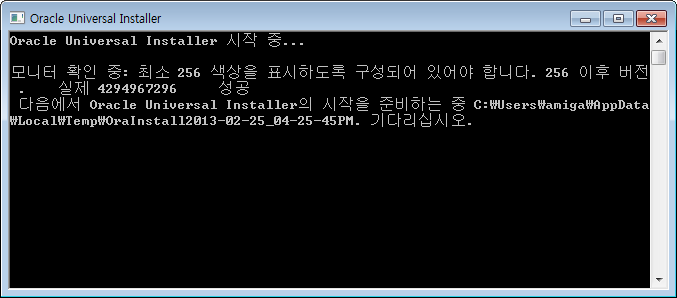 Oracle Universal Installer
Oracle Universal Installer 시작 중...
모니터 확인 중: 최소 256 색상을 표시하도록 구성되어 있어야 합니다. 256 이후 버전
.    실제 4294967296     성공
다음에서 Oracle Universal Installer의 시작을 준비하는 중 C:₩Users₩amiga₩AppData
₩Local₩Temp₩OraInstall2013-02-25_04-25-45PM. 기다리십시오.